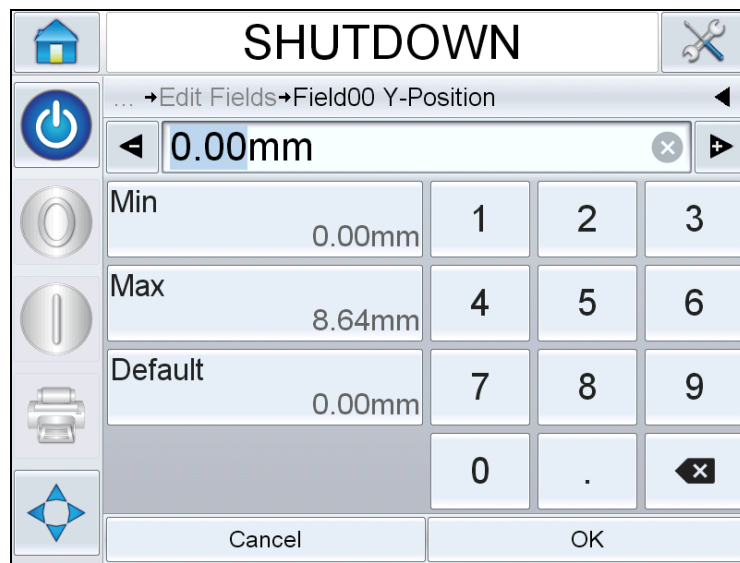 SHUTDOWN
... →Edit Fields→Field00 Y-Position
0.00mm
Min
0.00mm
1 2 3
Max
8.64mm
4 5 6
Default
0.00mm
7 8 9
0 .
Cancel OK